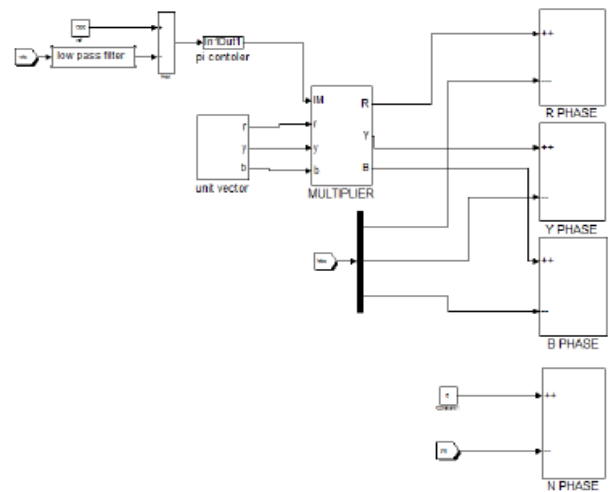 low pass filter
In1Out1
pi contoler
++
--
R PHASE
IM
r
y
b
R
Y
B
MULTIPLIER
r
y
b
unit vector
++
--
Y PHASE
++
--
B PHASE
++
--
N PHASE